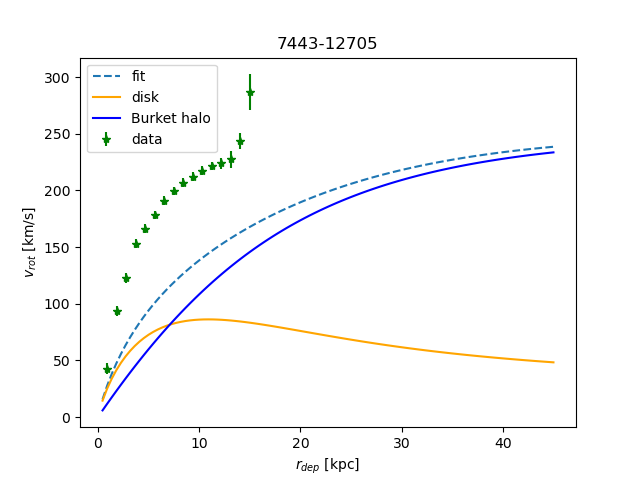 7443-12705
fit
disk
Burket halo
data
300
250
200
150
100
50
0
v_rot [km/s]
0 10 20 30 40
r_dep [kpc]